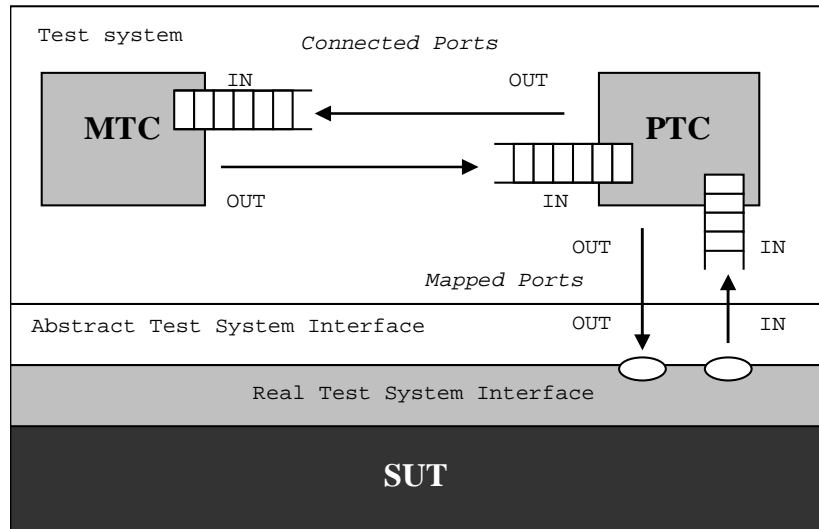 Test system
Connected Ports
IN
OUT
MTC
PTC
OUT
IN
OUT
IN
Mapped Ports
Abstract Test System Interface
OUT
IN
Real Test System Interface
SUT